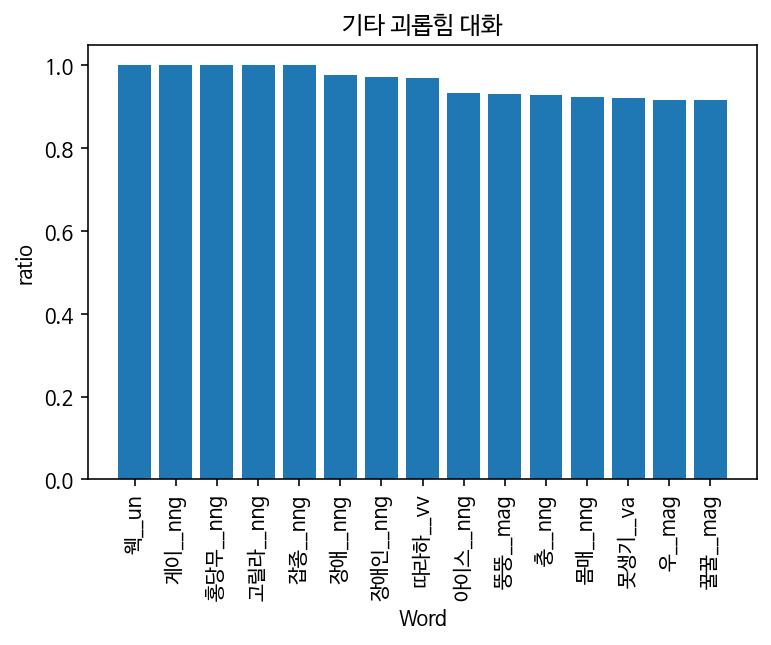 기타 괴롭힘 대화
1.0
0.8
0.6
0.4
0.2
0.0
ratio
웩__un
게이__nng
홍당무__nng
고릴라__nng
잡종__nng
장애__nng
장애인__nng
따라하__vv
아이스__nng
뚱뚱__mag
충__nng
몸매__nng
못생기__va
우__mag
꿀꿀__mag
Word